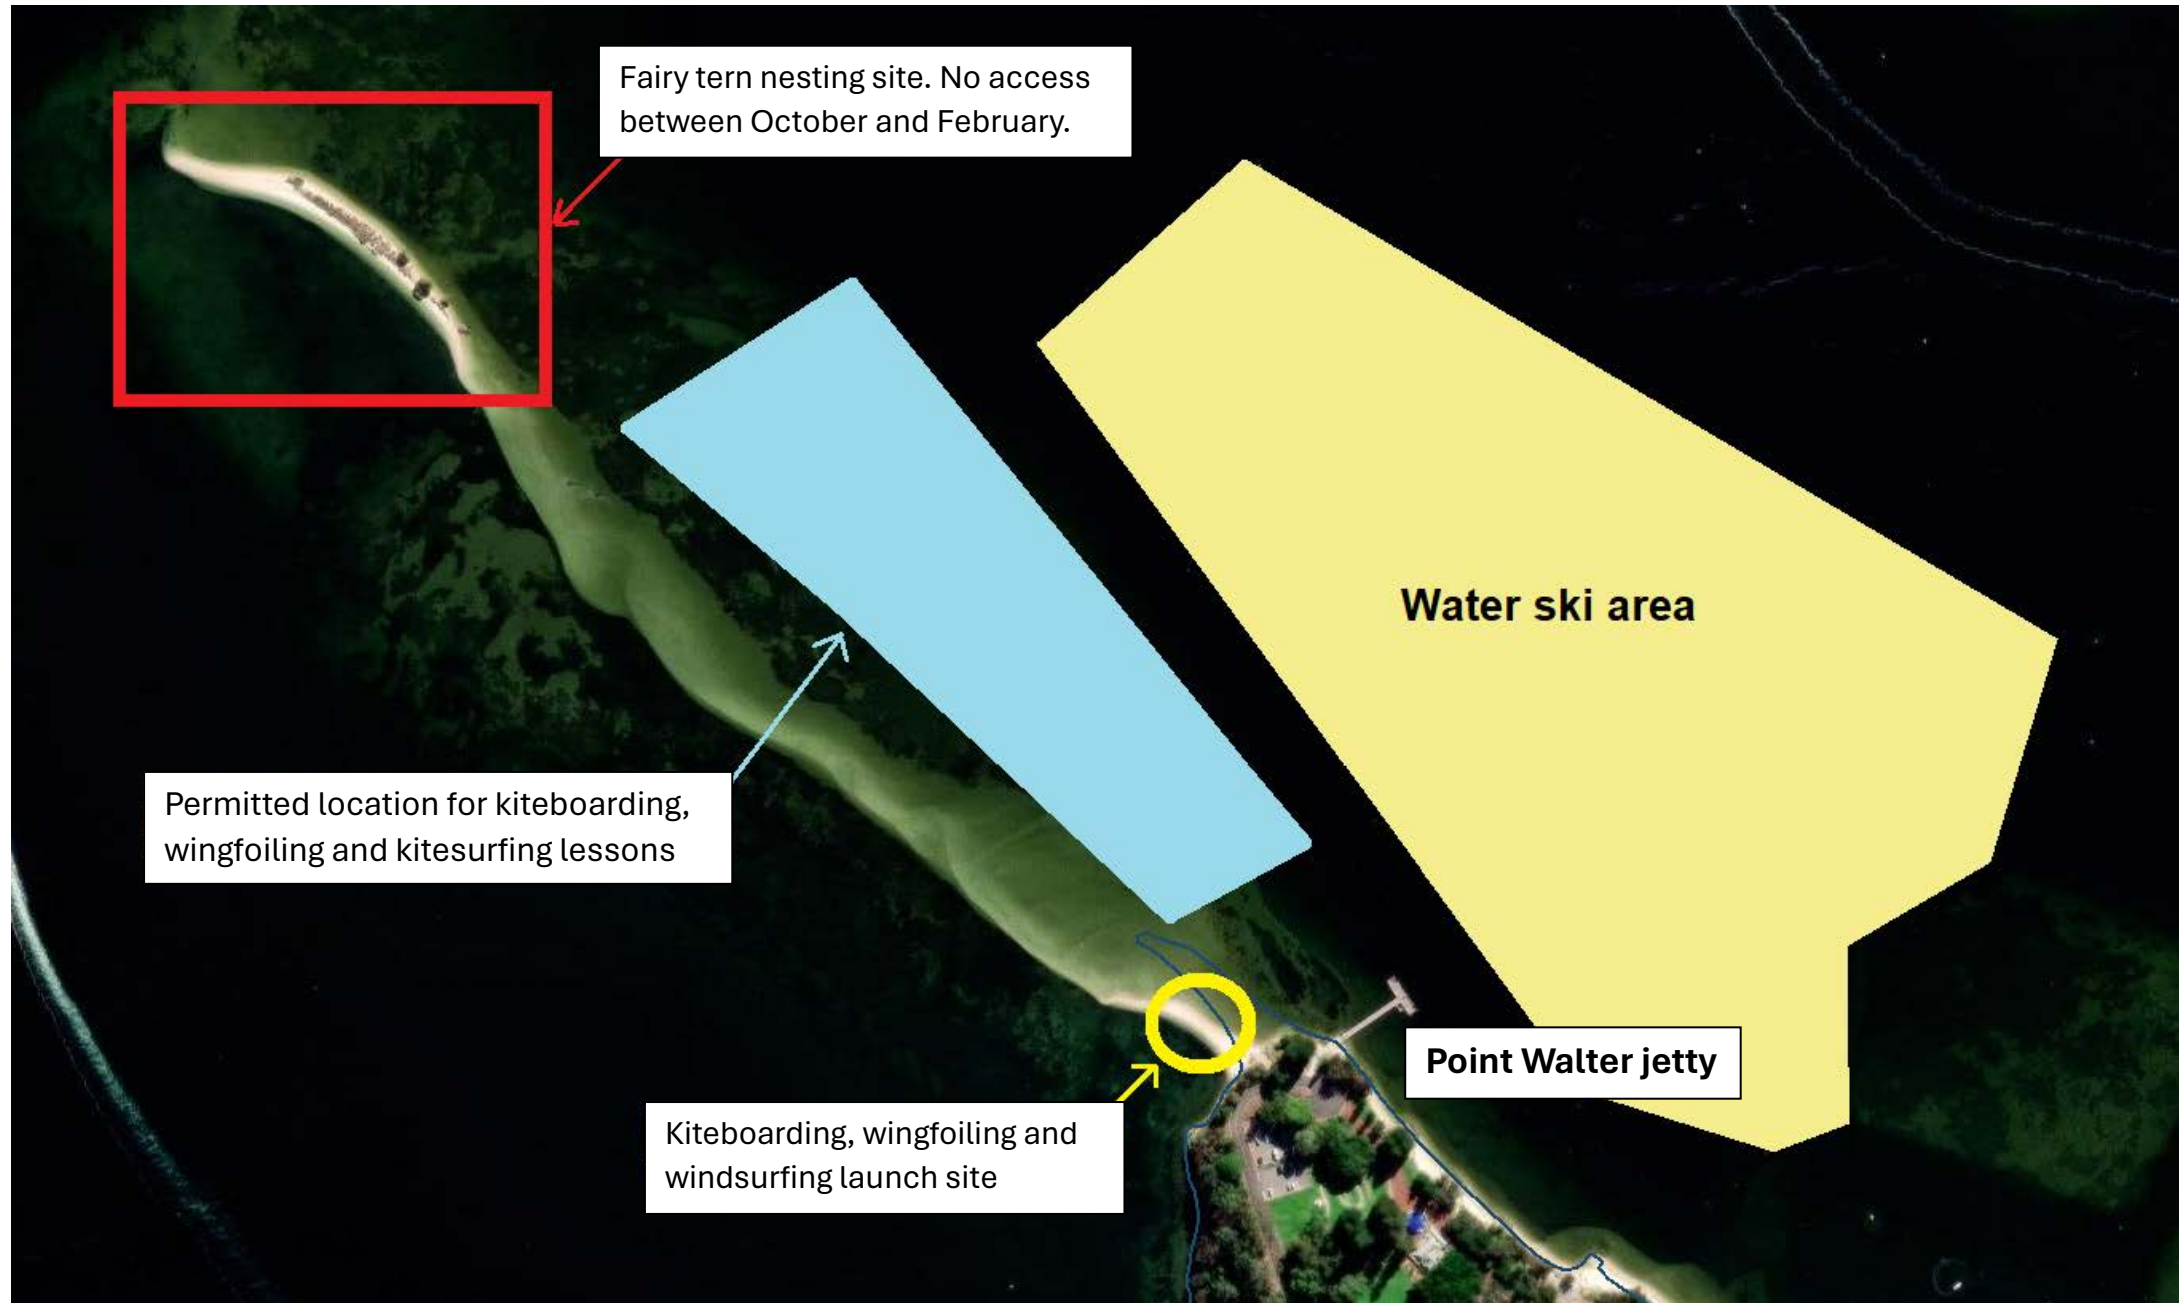 Fairy tern nesting site. No access
between October and February.
Water ski area
Permitted location for kiteboarding,
wingfoiling and kitesurfing lessons
Point Walter jetty
Kiteboarding, wingfoiling and
windsurfing launch site